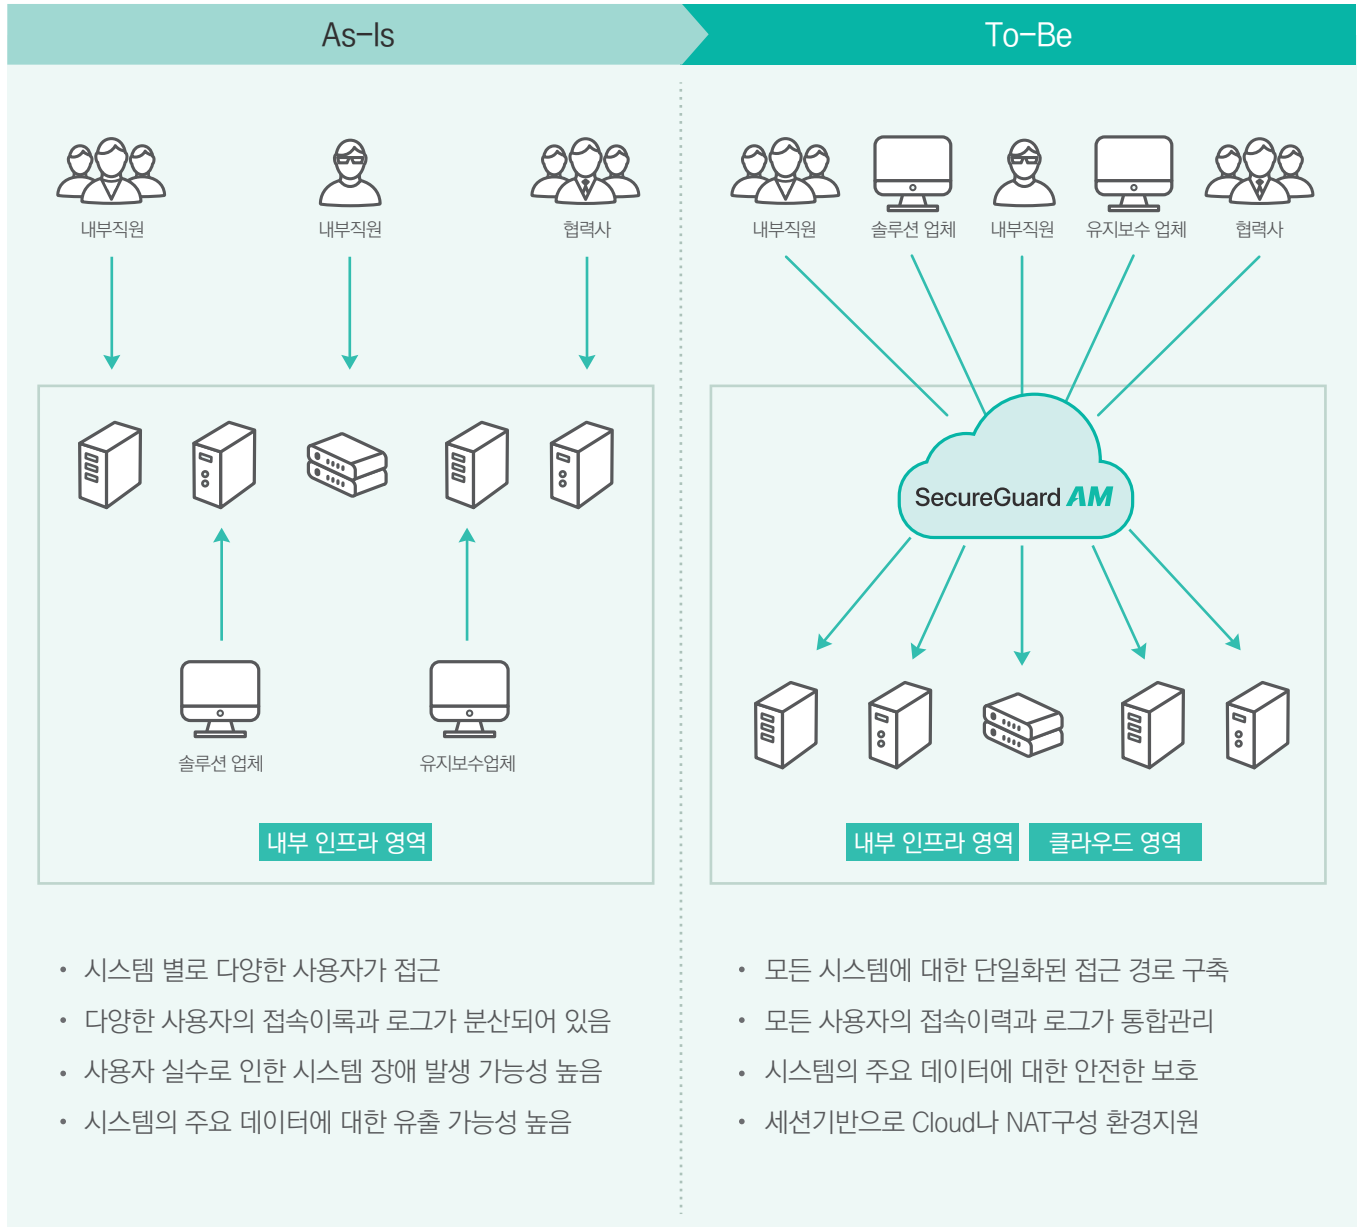 As-Is
To-Be
내부직원
내부직원
협력사
내부직원
솔루션 업체
내부직원
유지보수 업체
협력사
SecureGuard AM
솔루션 업체
유지보수업체
내부 인프라 영역
내부 인프라 영역
클라우드 영역
• 시스템 별로 다양한 사용자가 접근
• 다양한 사용자의 접속이록과 로그가 분산되어 있음
• 사용자 실수로 인한 시스템 장애 발생 가능성 높음
• 시스템의 주요 데이터에 대한 유출 가능성 높음
• 모든 시스템에 대한 단일화된 접근 경로 구축
• 모든 사용자의 접속이력과 로그가 통합관리
• 시스템의 주요 데이터에 대한 안전한 보호
• 세션기반으로 Cloud나 NAT구성 환경지원